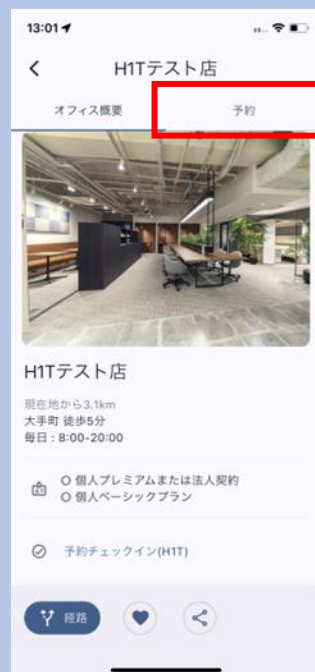 13:01
H1Tテスト店
オフィス概要
予約
H1Tテスト店
現在地から3.1km
大手町 徒歩5分
毎日：8:00-20:00
○ 個人プレミアムまたは法人契約
○ 個人ベーシックプラン
予約チェックイン(H1T)
経路